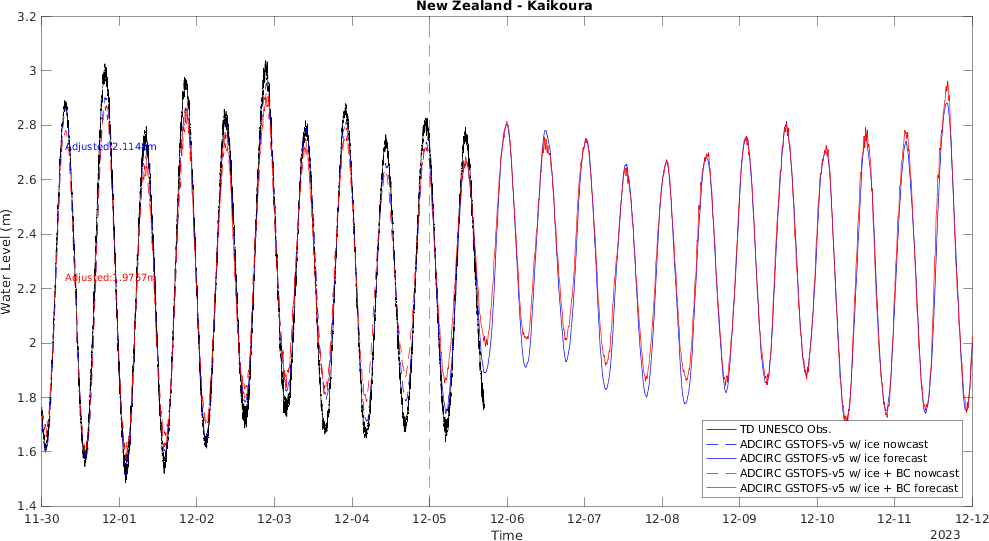 New Zealand - Kaikoura
3.2
3
2.8
2.6
2.4
2.2
2
1.8
1.6
1.4
Water Level (m)
Adjusted:2.114
Adjusted:1.9767m
TD UNESCO Obs.
ADCIRC GSTOFS-v5 w/ ice nowcast
ADCIRC GSTOFS-v5 w/ ice forecast
ADCIRC GSTOFS-v5 w/ ice + BC nowcast
ADCIRC GSTOFS-v5 w/ ice + BC forecast
11-30 12-01 12-02 12-03 12-04 12-05 12-06 12-07 12-08 12-09 12-10 12-11 12-12
Time
2023